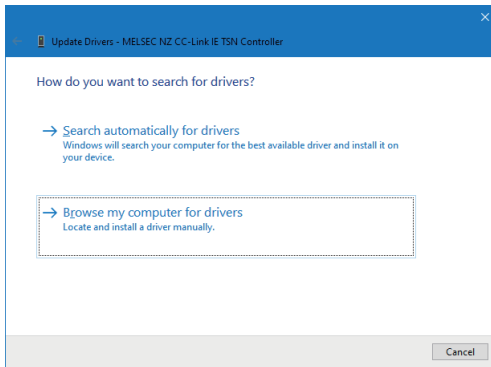 Update Drivers - MELSEC NZ CC-Link IE TSN Controller
How do you want to search for drivers?
Search automatically for drivers
Windows will search your computer for the best available driver and install it on
your device.
Browse my computer for drivers
Locate and install a driver manually.
Cancel